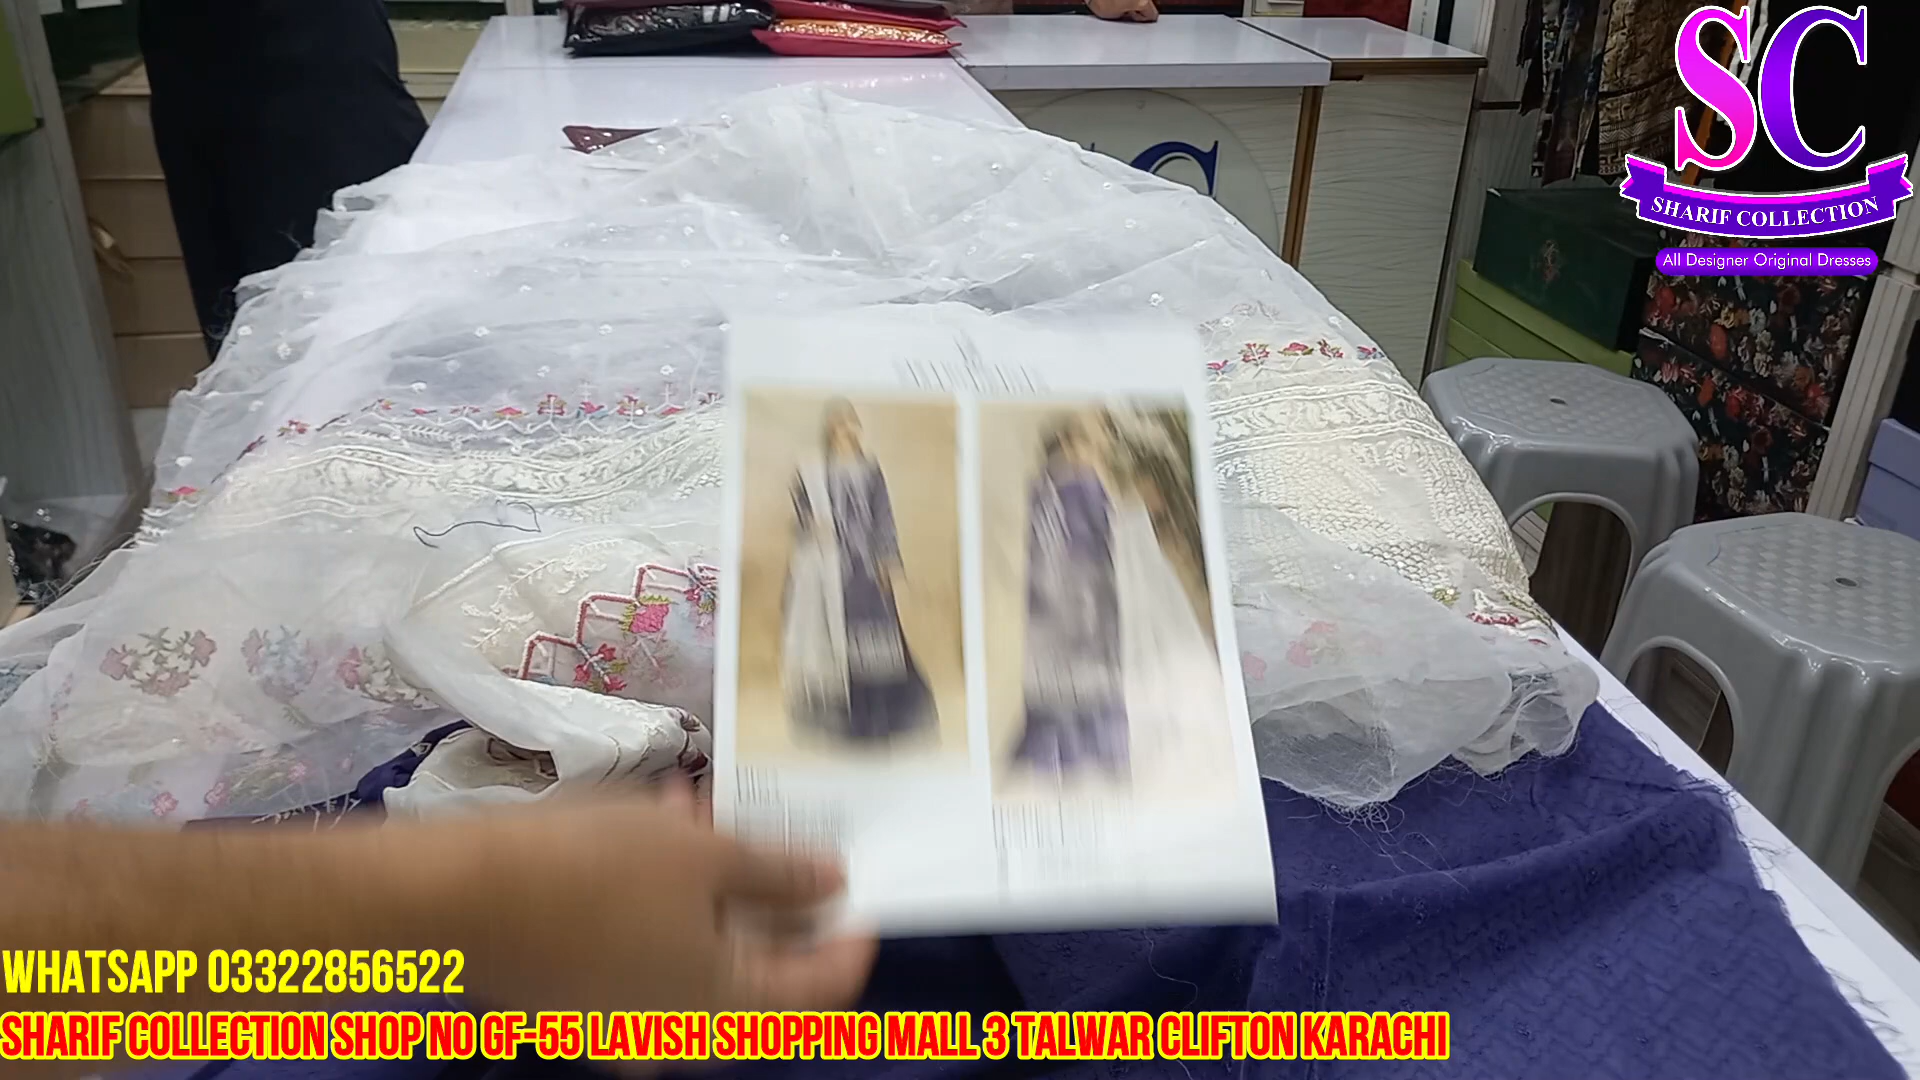 SC
SHARIF COLLECTION
All Designer Original Dresses
C
WHATSAPP 03322856522
SHARIF COLLECTION SHOP NO GF-55 LAVISH SHOPPING MALL 3 TALWAR CLIFTON KARACHI